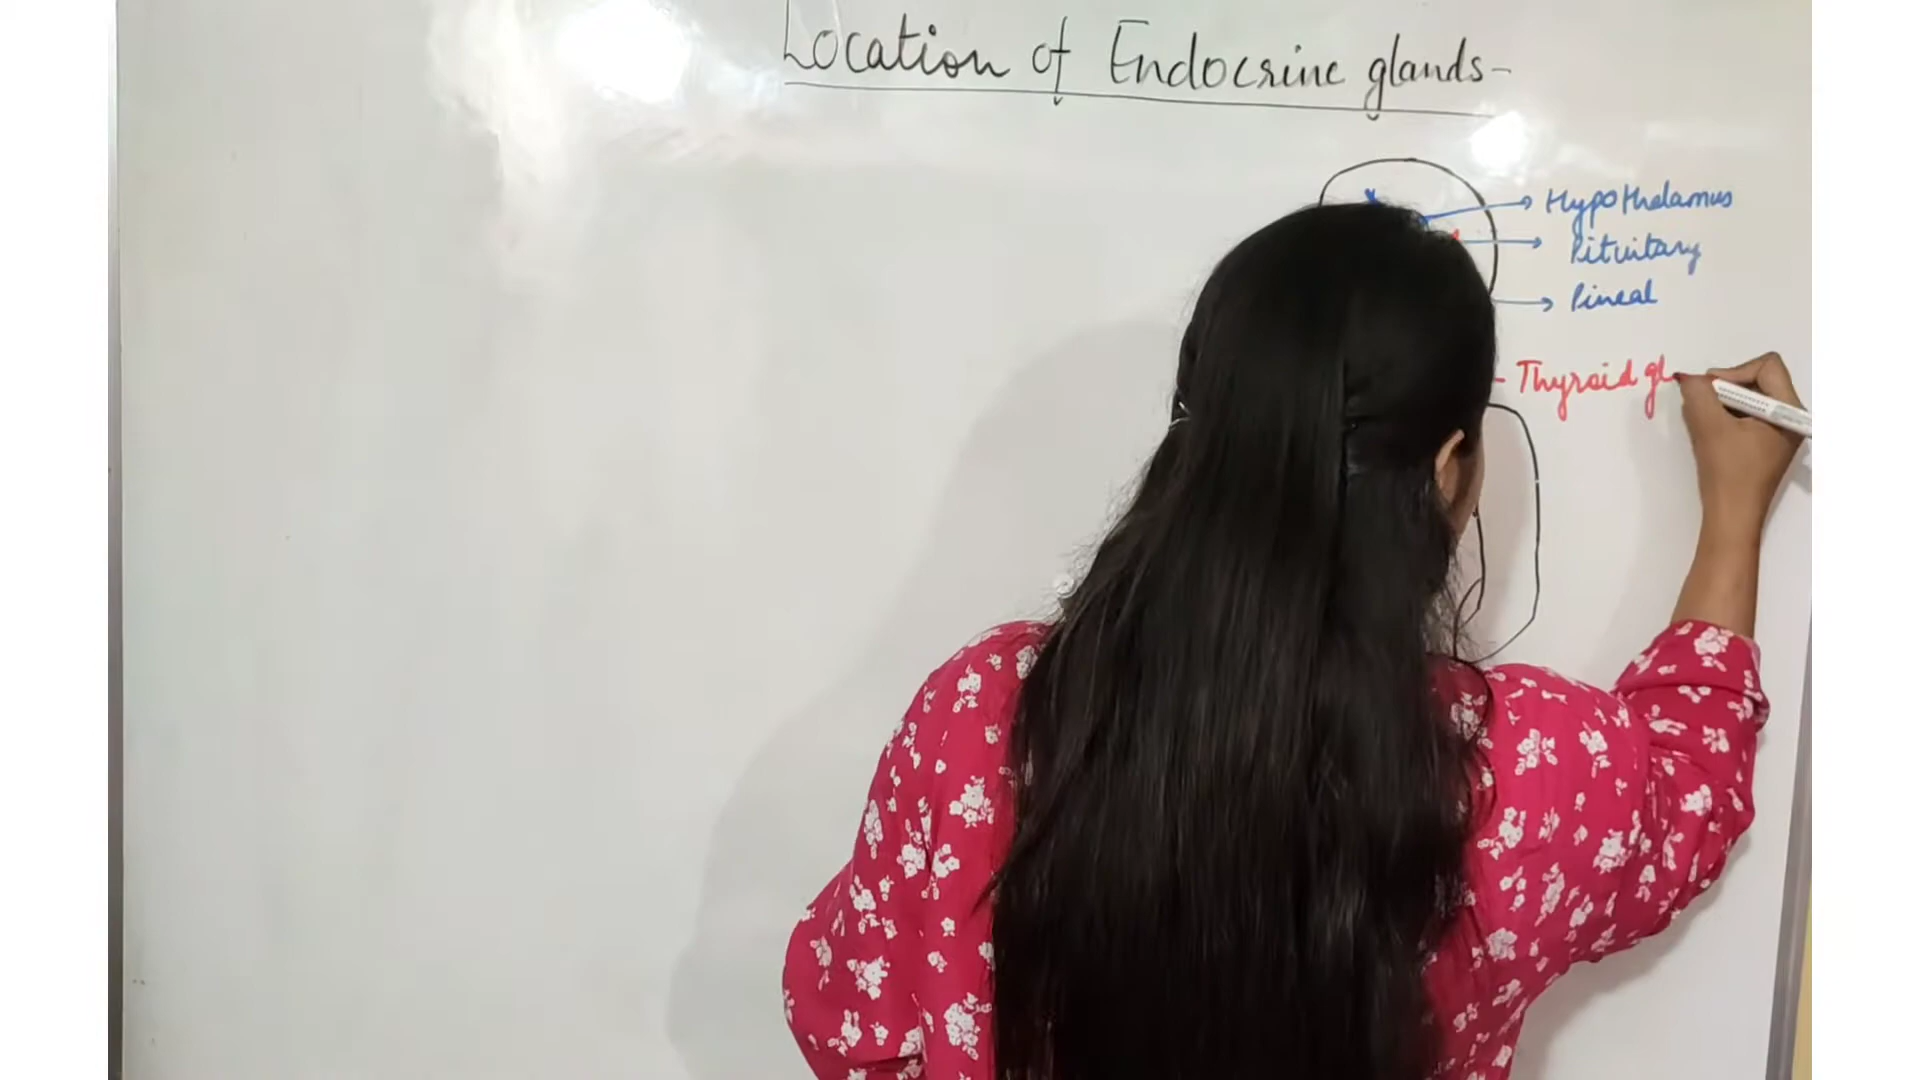 Location of Endocrine glands-
Hypothalamus
Pituitary
Pineal
- Thyroid gl